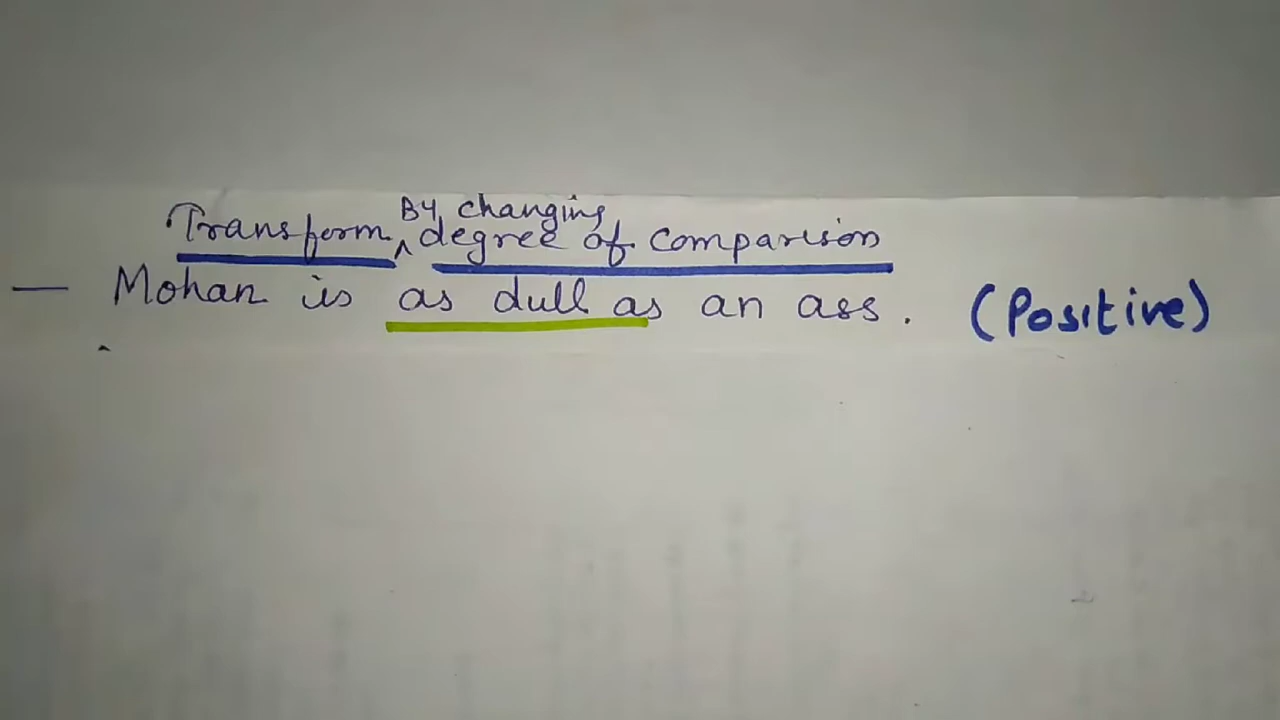 Transform By changing degree of comparison
— Mohan is as dull as an ass. (Positive)